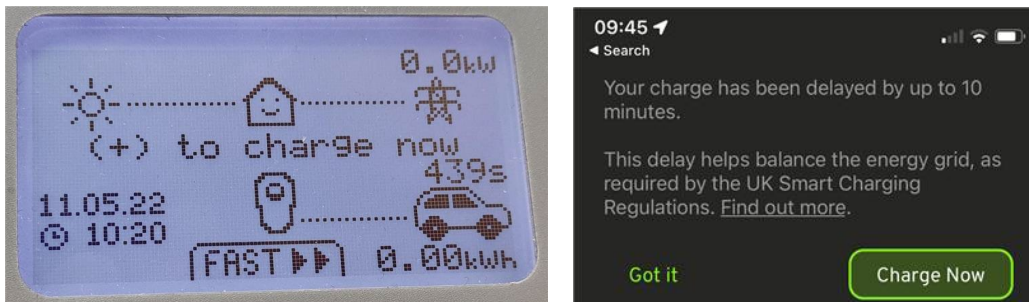 0.0kw
(+) to charge now
439s
11.05.22
10:20
FAST
0.00kwh
09:45
Search
Your charge has been delayed by up to 10
minutes.
This delay helps balance the energy grid, as
required by the UK Smart Charging
Regulations. Find out more.
Got it
Charge Now